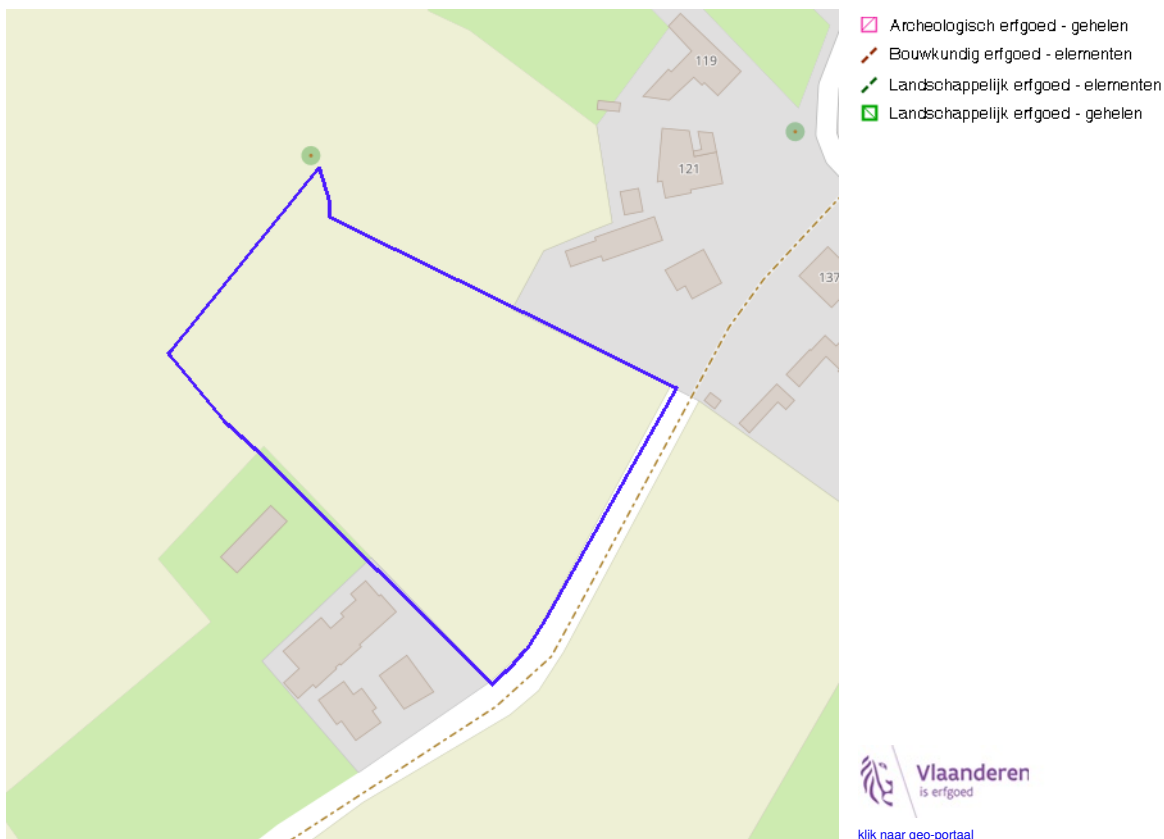 Archeologisch erfgoed - gehelen
Bouwkundig erfgoed - elementen
Landschappelijk erfgoed - elementen
Landschappelijk erfgoed - gehelen
119
121
137
Vlaanderen
is erfgoed
klik naar geo-portaal